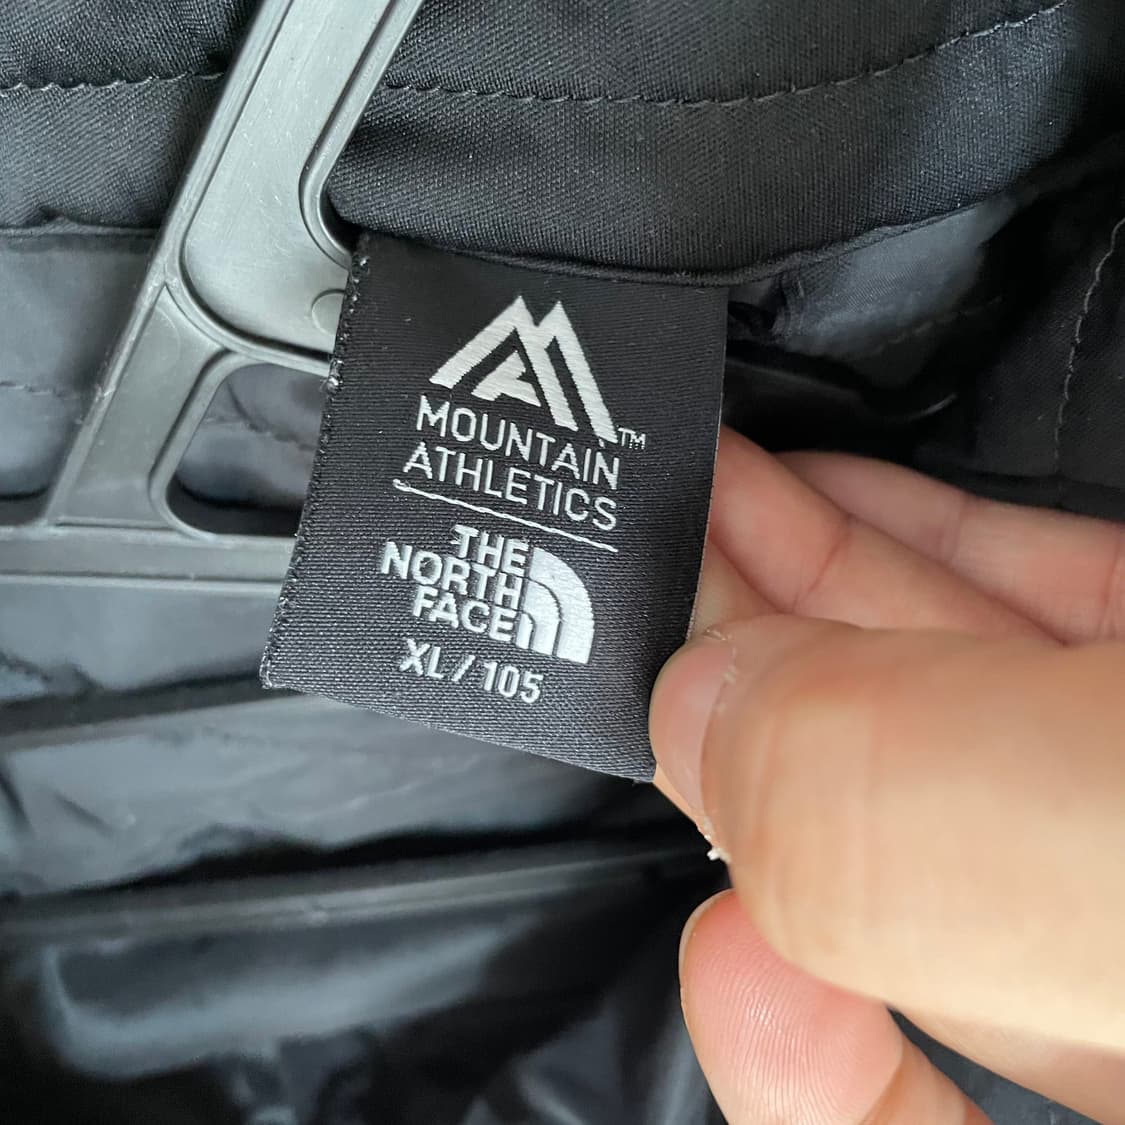 MOUNTAIN™
ATHLETICS
THE
NORTH
FACE
XL/105